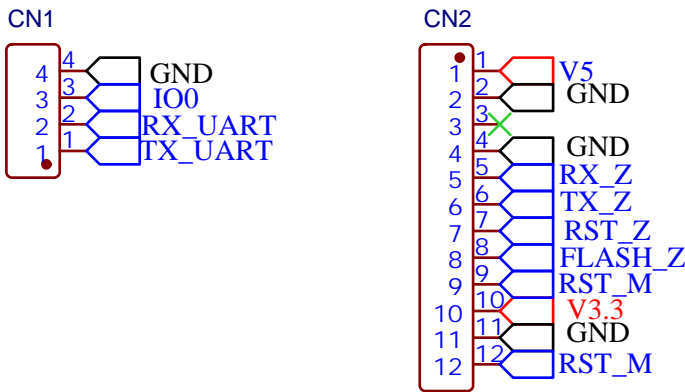 CN1
4 4 GND
3 3 IO0
2 2 RX_UART
1 1 TX_UART
CN2
1 1 V5
2 2 GND
3 3
4 4 GND
5 5 RX_Z
6 6 TX_Z
7 7 RST_Z
8 8 FLASH_Z
9 9 RST_M
10 10 V3.3
11 11 GND
12 12 RST_M